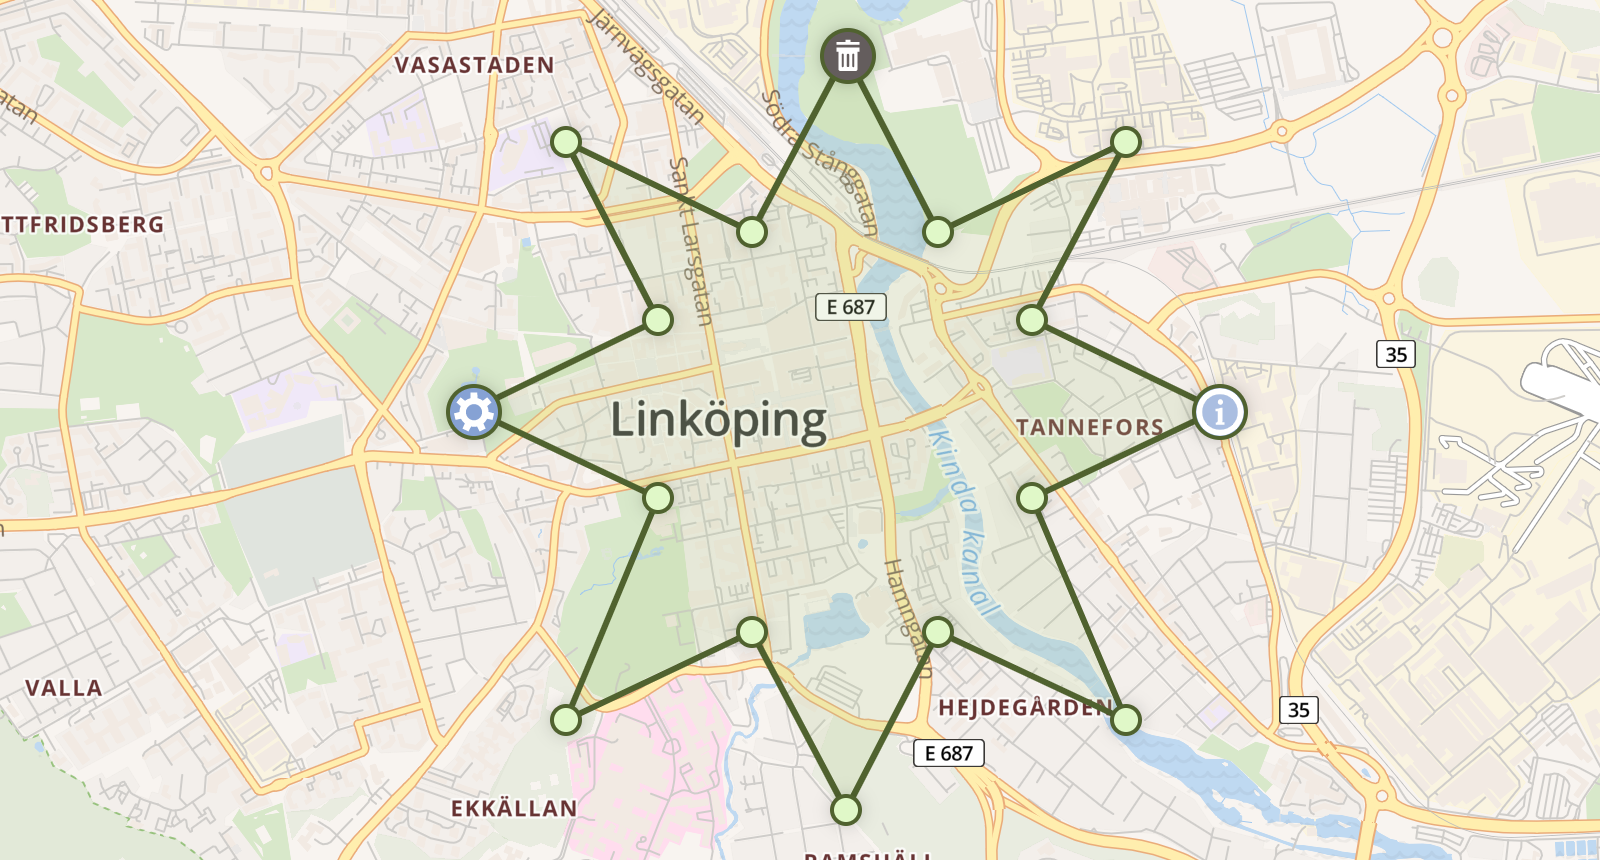 Järnvägsgatan
VASASTADEN
Södra Stånggatan
atan
Sankt Larsgatan
TTFRIDSBERG
E 687
35
Linköping
TANNEFORS
Kinda kanal
Hamngatan
VALLA
HEJDEGÅRDEN
35
E 687
EKKÄLLAN
RAMSHÄLL